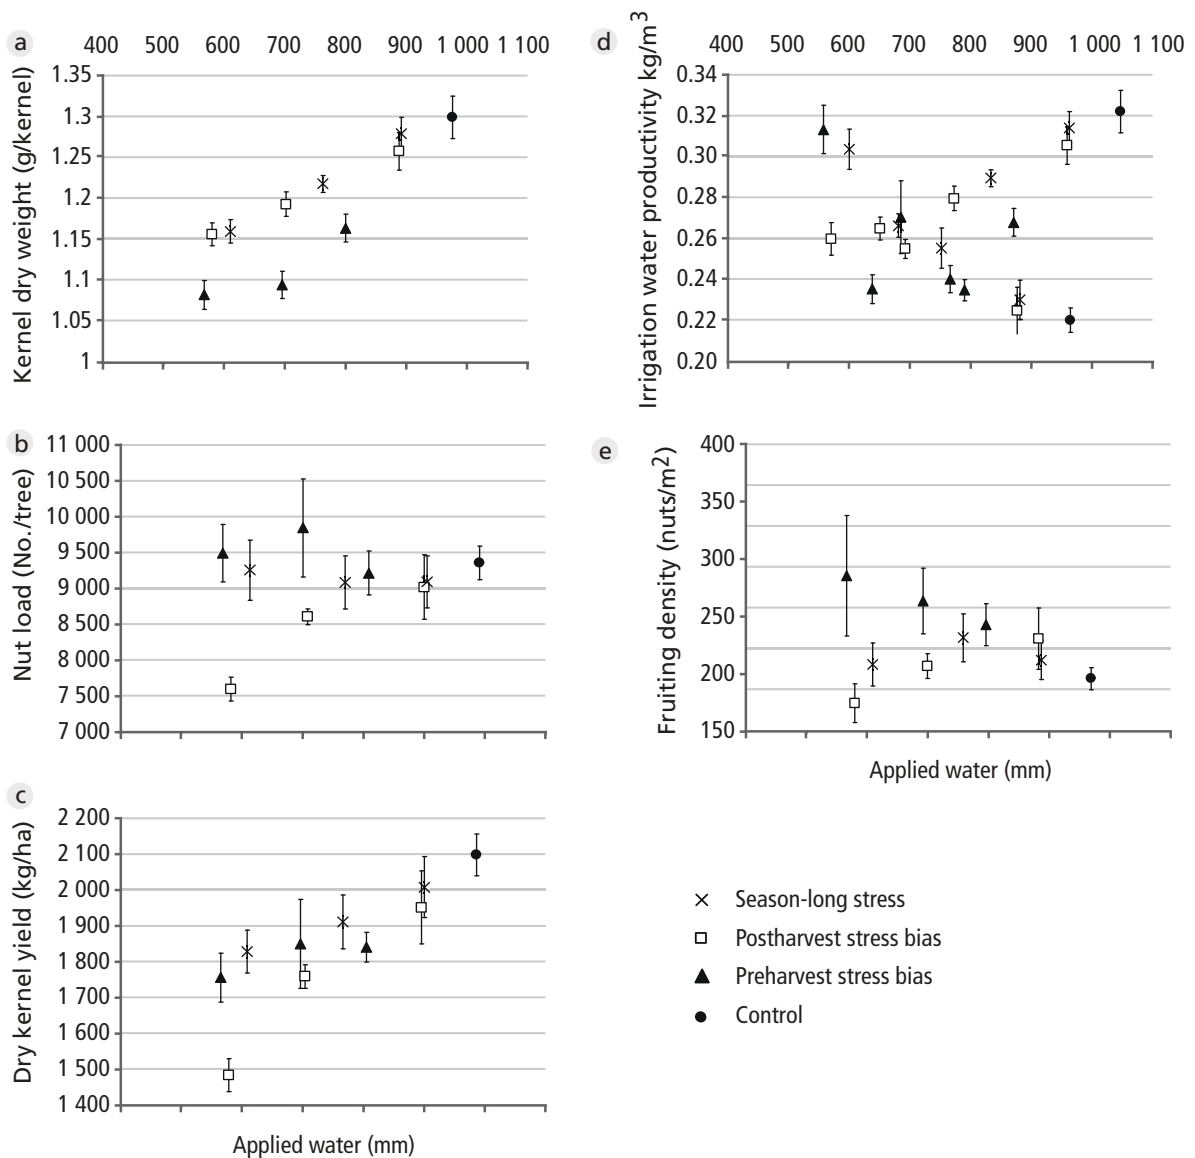 a
400 500 600 700 800 900 1 000 1 100
Kernel dry weight (g/kernel)
1.35
1.3
1.25
1.2
1.15
1.1
1.05
1
b
Nut load (No./tree)
11 000
10 500
10 000
9 500
9 000
8 500
8 000
7 500
7 000
c
Dry kernel yield (kg/ha)
2 200
2 100
2 000
1 900
1 800
1 700
1 600
1 500
1 400
Applied water (mm)
d
400 500 600 700 800 900 1 000 1 100
Irrigation water productivity kg/m³
0.34
0.32
0.30
0.28
0.26
0.24
0.22
0.20
e
Fruiting density (nuts/m²)
400
350
300
250
200
150
Applied water (mm)
Season-long stress
Postharvest stress bias
Preharvest stress bias
Control